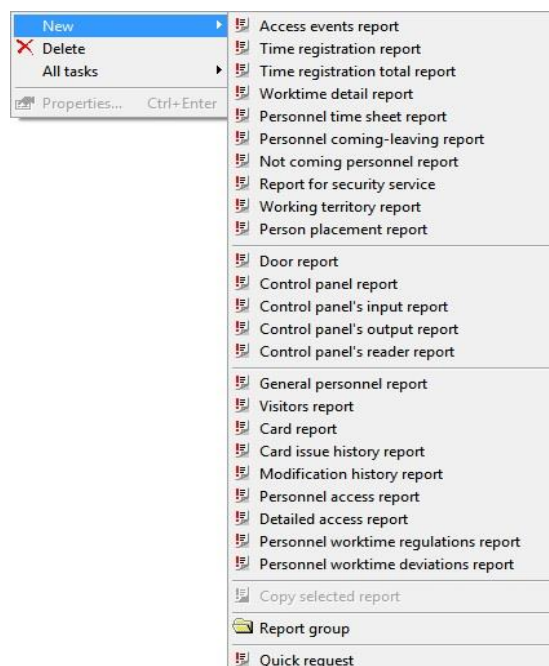 New
Delete
All tasks
Properties... Ctrl+Enter
Access events report
Time registration report
Time registration total report
Worktime detail report
Personnel time sheet report
Personnel coming-leaving report
Not coming personnel report
Report for security service
Working territory report
Person placement report
Door report
Control panel report
Control panel's input report
Control panel's output report
Control panel's reader report
General personnel report
Visitors report
Card report
Card issue history report
Modification history report
Personnel access report
Detailed access report
Personnel worktime regulations report
Personnel worktime deviations report
Copy selected report
Report group
Quick request